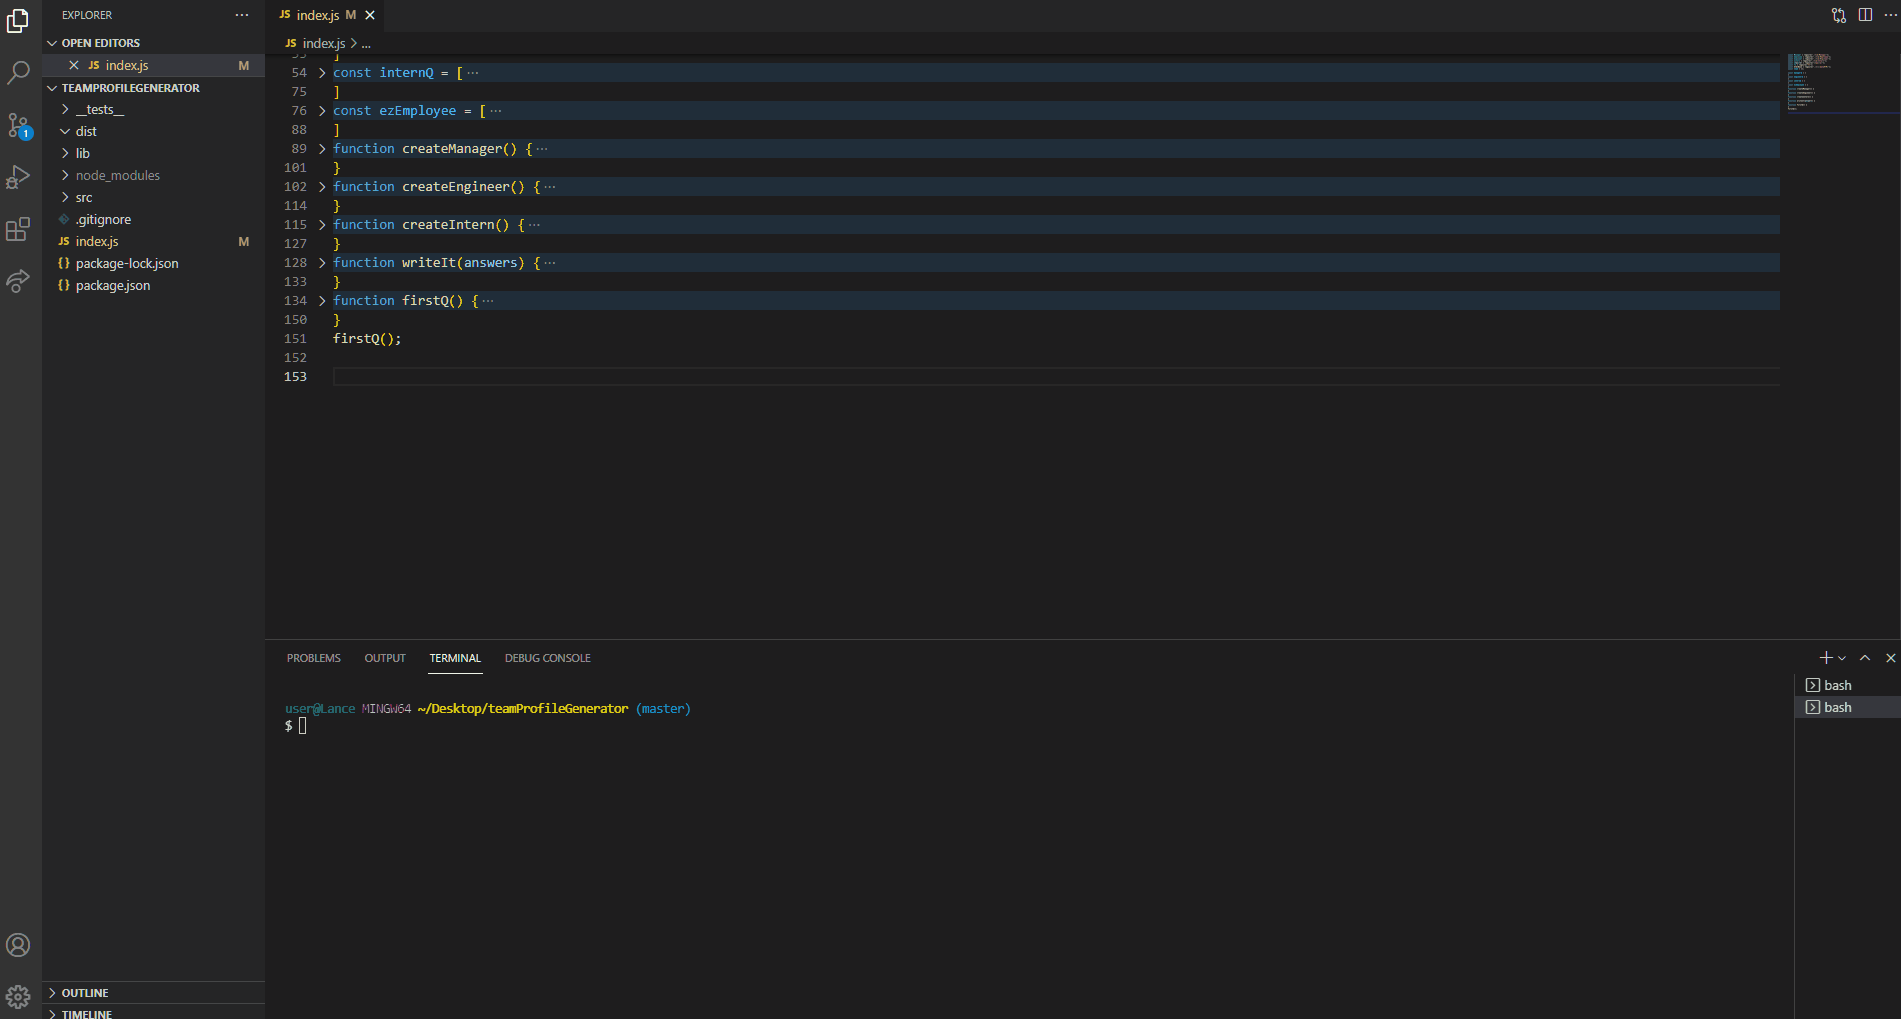 EXPLORER
OPEN EDITORS
JS index.js M
TEAMPROFILEGENERATOR
__tests__
dist
lib
node_modules
src
.gitignore
JS index.js M
{} package-lock.json
{} package.json
OUTLINE
TIMELINE
1
JS index.js M
JS index.js > ...
54 const internQ = [ ···
75 ]
76 const ezEmployee = [ ···
88 ]
89 function createManager() { ···
101 }
102 function createEngineer() { ···
114 }
115 function createIntern() { ···
127 }
128 function writeIt(answers) { ···
133 }
134 function firstQ() { ···
150 }
151 firstQ();
152
153
PROBLEMS OUTPUT TERMINAL DEBUG CONSOLE
user@Lance MINGW64 ~/Desktop/teamProfileGenerator (master)
$
bash
bash